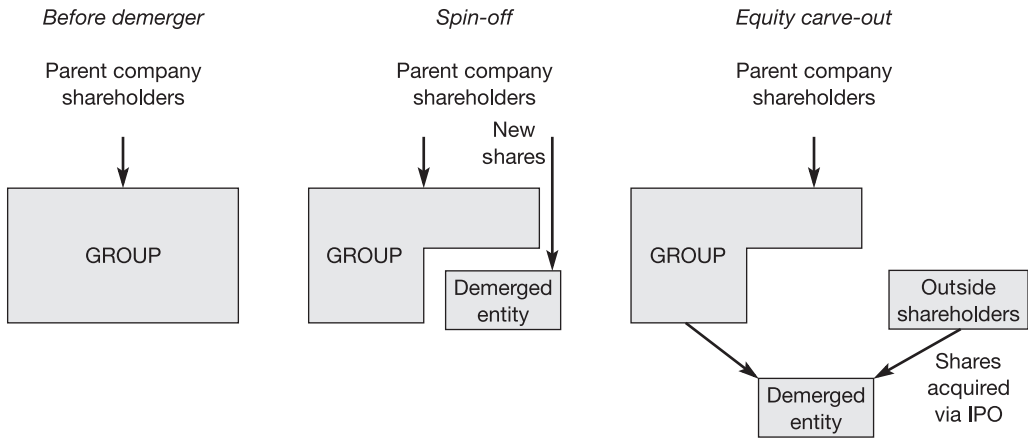 Before demerger
Parent company
shareholders
GROUP
Spin-off
Parent company
shareholders
New
shares
GROUP
Demerged
entity
Equity carve-out
Parent company
shareholders
GROUP
Outside
shareholders
Shares
acquired
via IPO
Demerged
entity